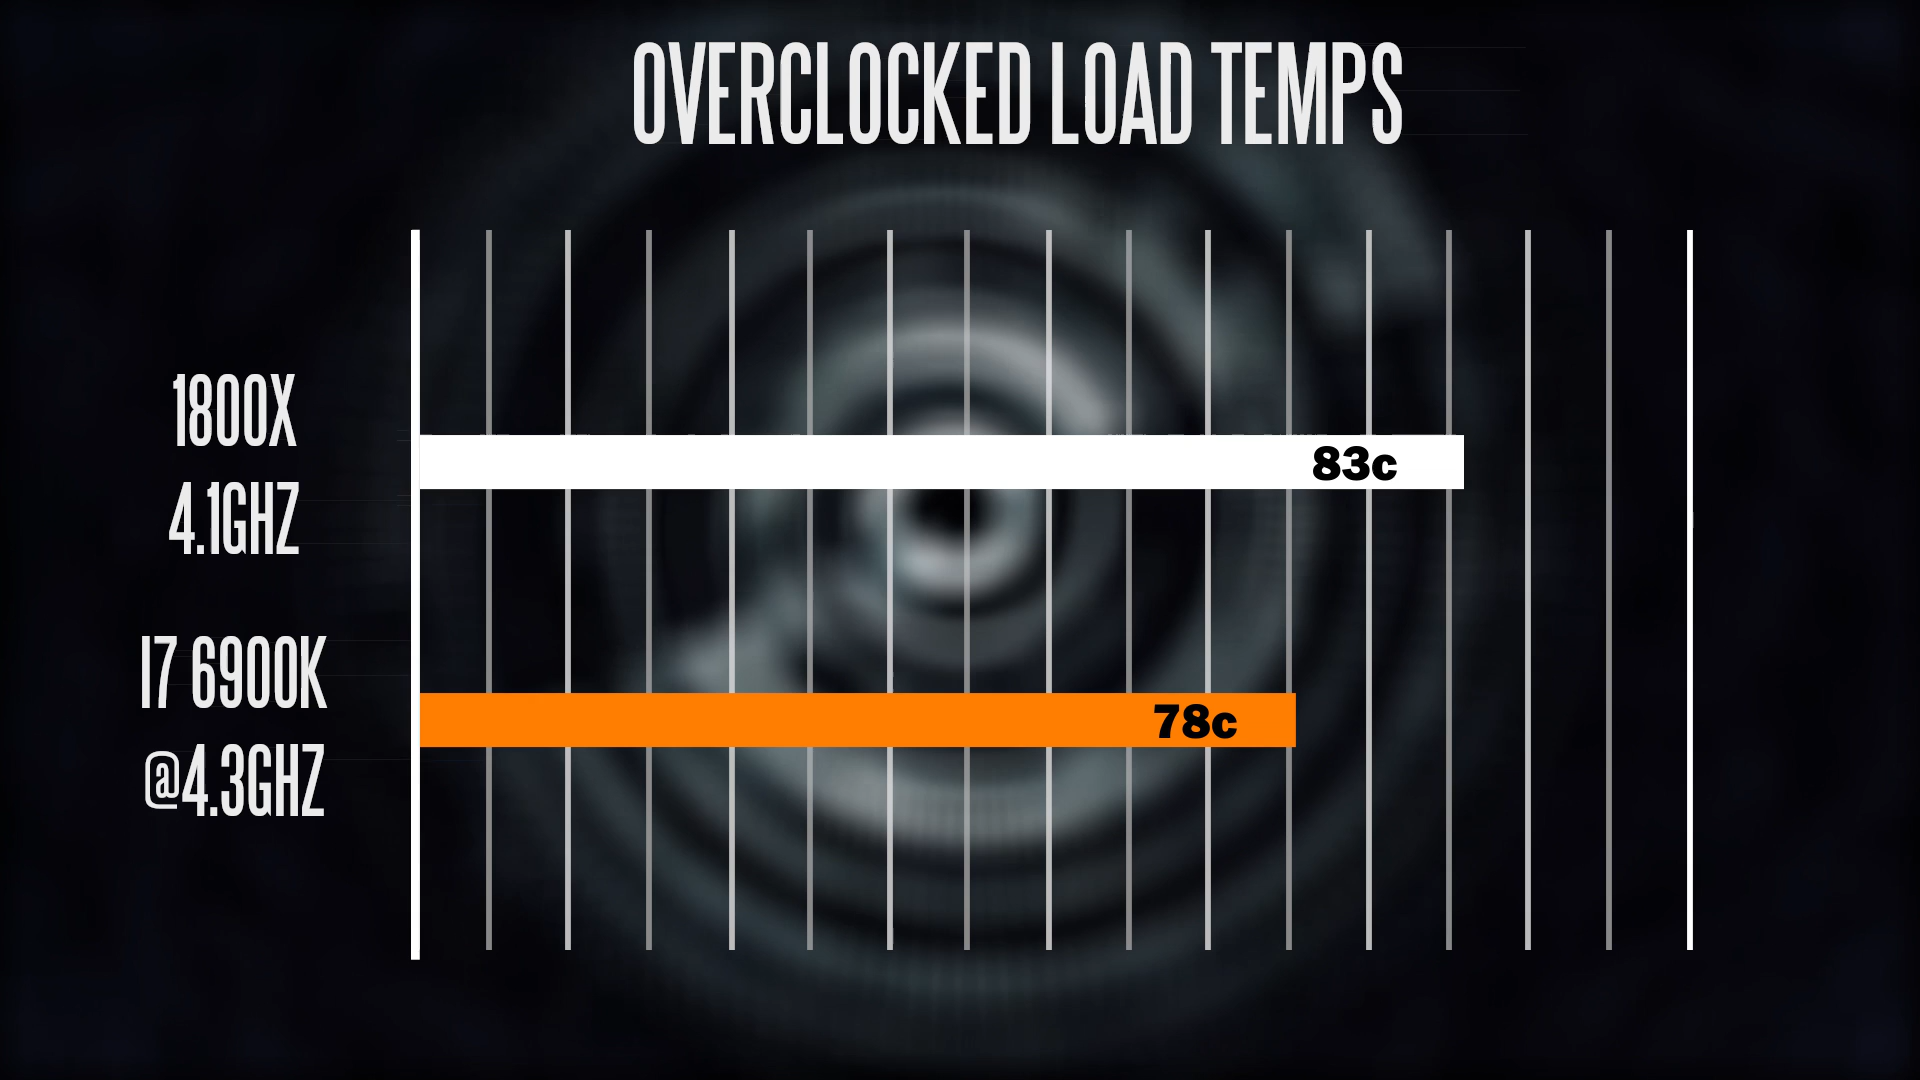 OVERCLOCKED LOAD TEMPS
1800X
4.1GHZ
83c
I7 6900K
@4.3GHZ
78c